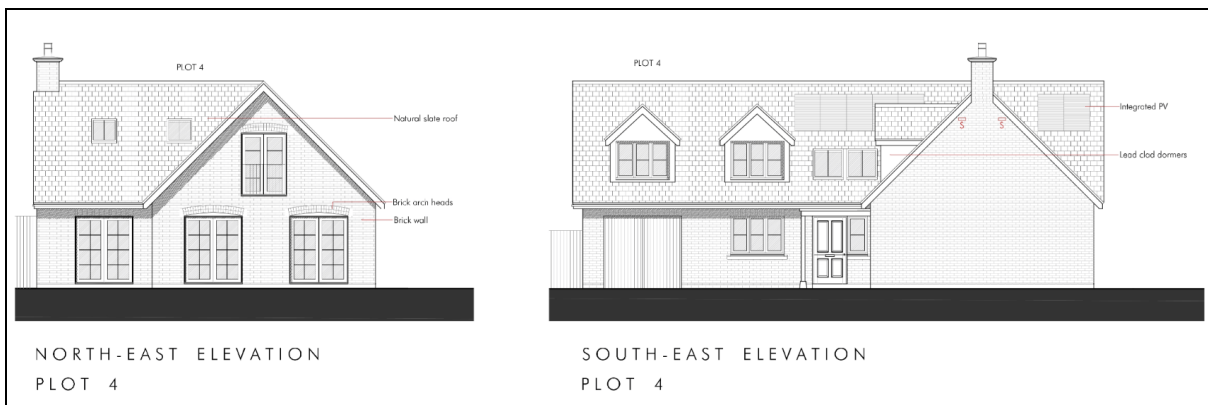 PLOT 4
Natural slate roof
Brick arch heads
Brick wall
NORTH-EAST ELEVATION
PLOT 4
PLOT 4
Integrated PV
S S
Lead clad dormers
SOUTH-EAST ELEVATION
PLOT 4